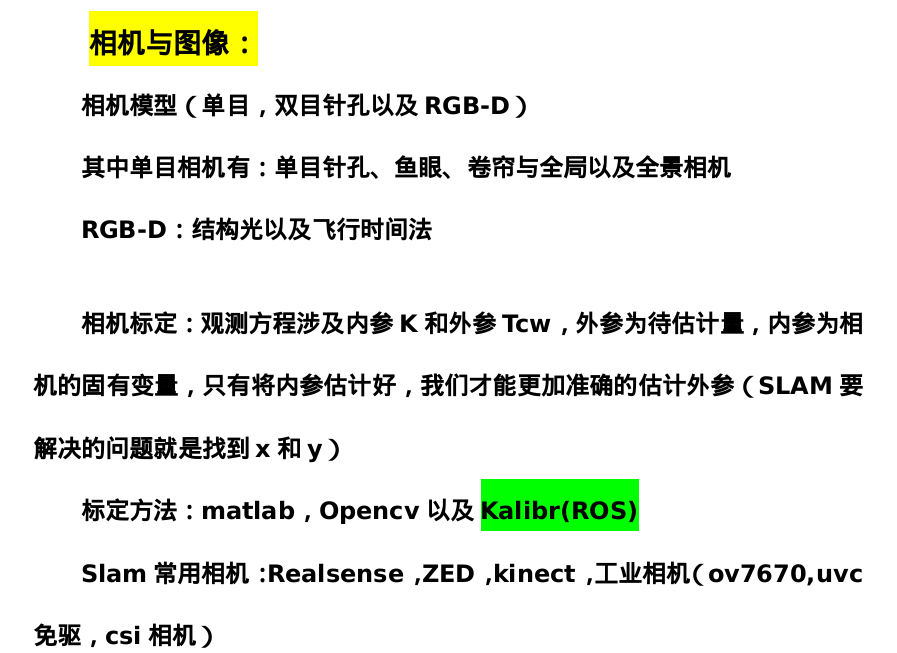 相机与图像：
相机模型（单目，双目针孔以及 RGB-D）
其中单目相机有：单目针孔、鱼眼、卷帘与全局以及全景相机
RGB-D：结构光以及飞行时间法
相机标定：观测方程涉及内参 K 和外参 Tcw，外参为待估计量，内参为相
机的固有变量，只有将内参估计好，我们才能更加准确的估计外参（SLAM 要
解决的问题就是找到 x 和 y）
标定方法：matlab，Opencv 以及 Kalibr(ROS)
Slam 常用相机：Realsense，ZED，kinect，工业相机（ov7670,uvc
免驱，csi 相机）